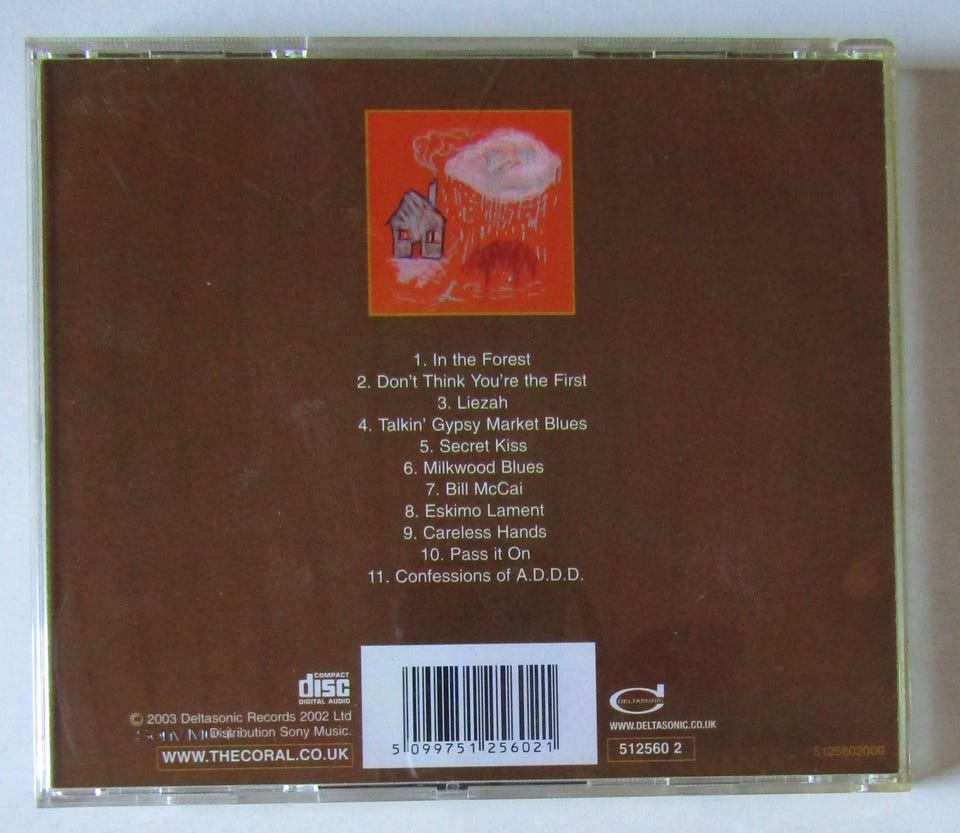 1. In the Forest
2. Don't Think You're the First
3. Liezah
4. Talkin' Gypsy Market Blues
5. Secret Kiss
6. Milkwood Blues
7. Bill McCai
8. Eskimo Lament
9. Careless Hands
10. Pass it On
11. Confessions of A.D.D.D.
COMPACT
disc
DIGITAL AUDIO
© 2003 Deltasonic Records 2002 Ltd
Distribution Sony Music.
WWW.THECORAL.CO.UK
5 099751 256021
DELTASONIC
WWW.DELTASONIC.CO.UK
512560 2
5125602000